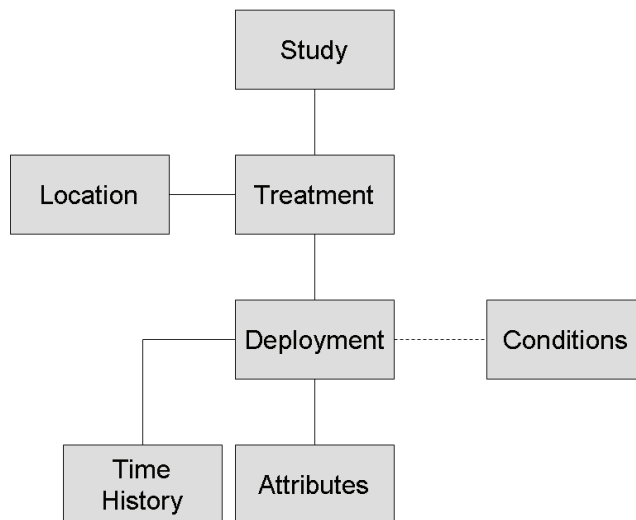 Study
Location
Treatment
Deployment
Conditions
Time
History
Attributes